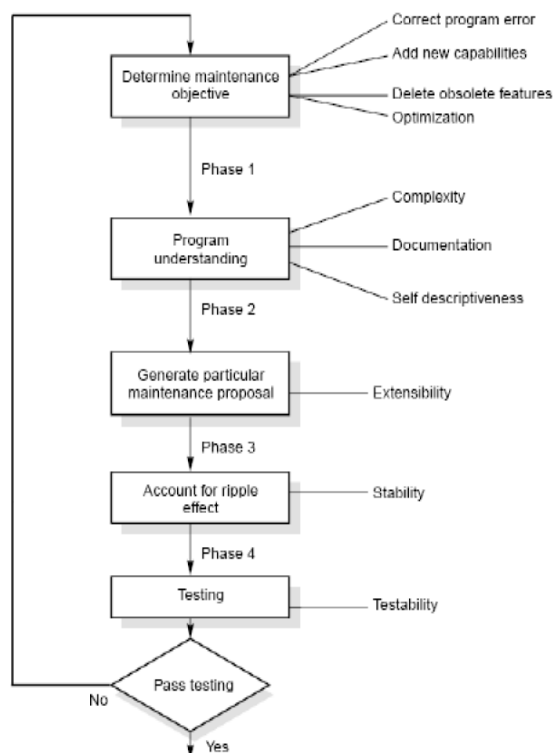 Correct program error
Add new capabilities
Determine maintenance
objective
Delete obsolete features
Optimization
Phase 1
Complexity
Program
understanding
Documentation
Self descriptiveness
Phase 2
Generate particular
maintenance proposal
Extensibility
Phase 3
Account for ripple
effect
Stability
Phase 4
Testing
Testability
Pass testing
No
Yes